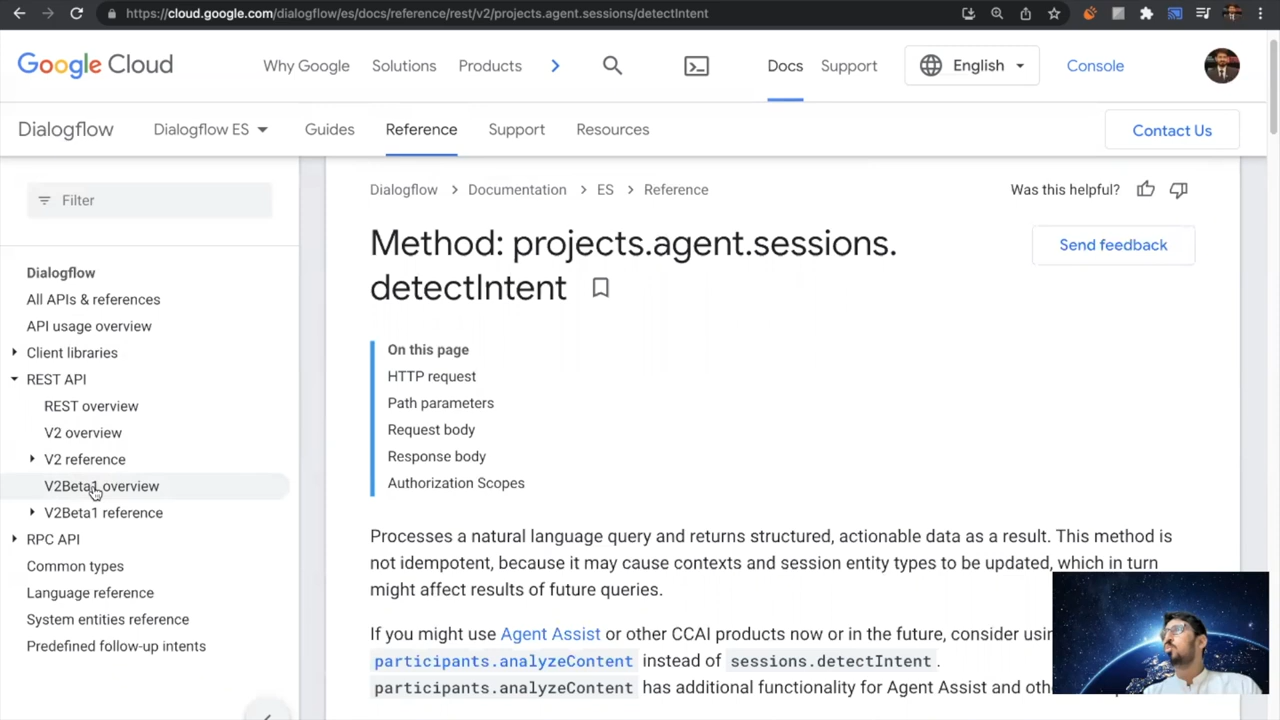 https://cloud.google.com/dialogflow/es/docs/reference/rest/v2/projects.agent.sessions/detectIntent
Google Cloud
Why Google
Solutions
Products
Docs
Support
English
Console
Dialogflow
Dialogflow ES
Guides
Reference
Support
Resources
Contact Us
Filter
Dialogflow
All APIs & references
API usage overview
Client libraries
REST API
REST overview
V2 overview
V2 reference
V2Beta1 overview
V2Beta1 reference
RPC API
Common types
Language reference
System entities reference
Predefined follow-up intents
Dialogflow > Documentation > ES > Reference
Was this helpful?
Method: projects.agent.sessions.
detectIntent
Send feedback
On this page
HTTP request
Path parameters
Request body
Response body
Authorization Scopes
Processes a natural language query and returns structured, actionable data as a result. This method is
not idempotent, because it may cause contexts and session entity types to be updated, which in turn
might affect results of future queries.
If you might use Agent Assist or other CCAI products now or in the future, consider
participants.analyzeContent instead of sessions.detectIntent.
participants.analyzeContent has additional functionality for Agent Assist and